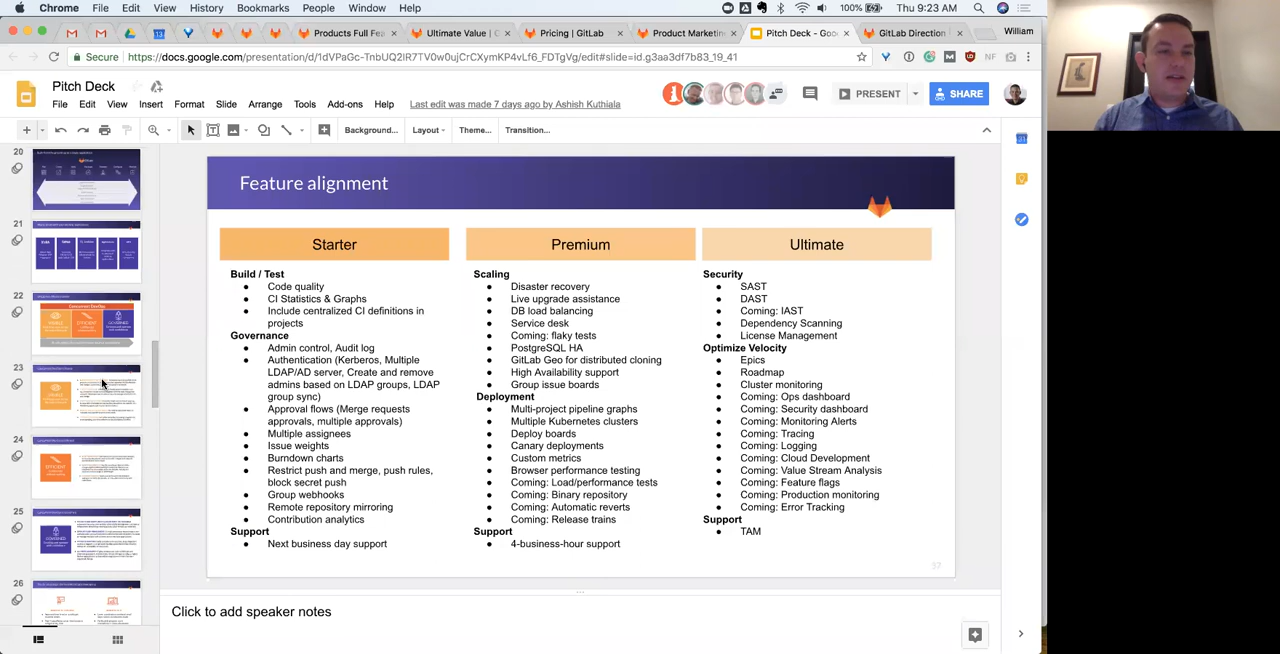 Chrome File Edit View History Bookmarks People Window Help
100% Thu 9:23 AM
Products Full Fea
Ultimate Value | G
Pricing | GitLab
Product Marketin
Pitch Deck - Goo
GitLab Direction
William
Secure https://docs.google.com/presentation/d/1dVPaGc-TnbUQ2IR7TV0w0ujCrCXymKP4vLf6_FDTgVg/edit#slide=id.g3aa3df7b83_19_41
Pitch Deck
File Edit View Insert Format Slide Arrange Tools Add-ons Help
Last edit was made 7 days ago by Ashish Kuthiala
PRESENT
SHARE
Background...
Layout
Theme...
Transition...
20
21
22
23
24
25
26
Feature alignment
Starter
Build / Test
Code quality
CI Statistics & Graphs
Include centralized CI definitions in
projects
Governance
Admin control, Audit log
Authentication (Kerberos, Multiple
LDAP/AD server, Create and remove
admins based on LDAP groups, LDAP
group sync)
Approval flows (Merge requests
approvals, multiple approvals)
Multiple assignees
Issue weights
Burndown charts
Restrict push and merge, push rules,
block secret push
Group webhooks
Remote repository mirroring
Contribution analytics
Support
Next business day support
Premium
Scaling
Disaster recovery
Live upgrade assistance
DB load balancing
Service desk
Coming: flaky tests
PostgreSQL HA
GitLab Geo for distributed cloning
High Availability support
Group issue boards
Deployment
Multi-project pipeline graphs
Multiple Kubernetes clusters
Deploy boards
Canary deployments
Custom metrics
Browser performance testing
Coming: Load/performance tests
Coming: Binary repository
Coming: Automatic reverts
Coming: Release trains
Support
4 business hour support
Ultimate
Security
SAST
DAST
Coming: IAST
Dependency Scanning
License Management
Optimize Velocity
Epics
Roadmap
Cluster monitoring
Coming: Ops dashboard
Coming: Security dashboard
Coming: Monitoring Alerts
Coming: Tracing
Coming: Logging
Coming: Cloud Development
Coming: Value Stream Analysis
Coming: Feature flags
Coming: Production monitoring
Coming: Error Tracking
Support
TAM
Click to add speaker notes